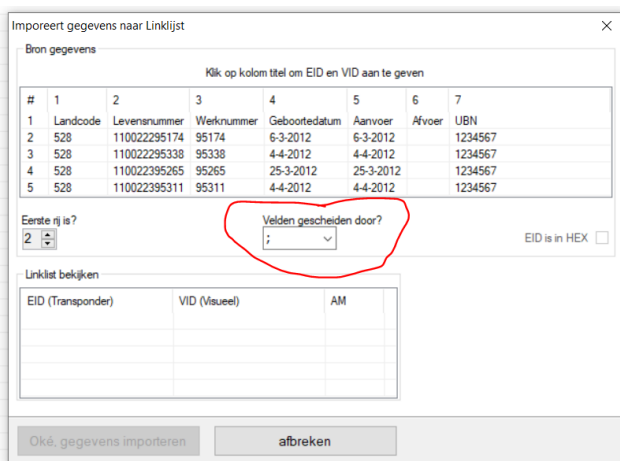 Imporeert gegevens naar Linklijst
Bron gegevens
Klik op kolom titel om EID en VID aan te geven
# 1 2 3 4 5 6 7
1 Landcode Levensnummer Werknummer Geboortedatum Aanvoer Afvoer UBN
2 528 110022295174 95174 6-3-2012 6-3-2012 1234567
3 528 110022295338 95338 4-4-2012 4-4-2012 1234567
4 528 110022395265 95265 25-3-2012 25-3-2012 1234567
5 528 110022395311 95311 4-4-2012 4-4-2012 1234567
Eerste rij is? Velden gescheiden door?
2 ; EID is in HEX
Linklist bekijken
EID (Transponder) VID (Visueel) AM
Oké, gegevens importeren afbreken